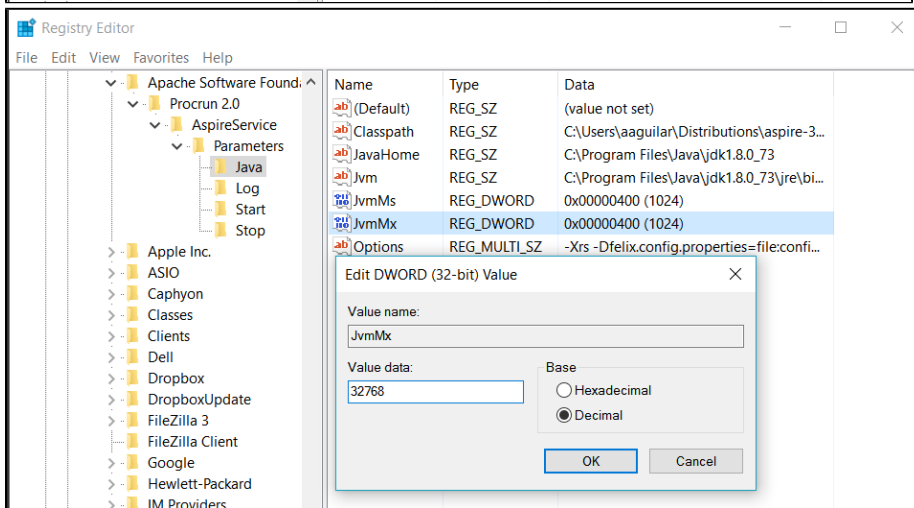 Registry Editor
File Edit View Favorites Help
Apache Software Founda
Procrun 2.0
AspireService
Parameters
Java
Log
Start
Stop
Apple Inc.
ASIO
Caphyon
Classes
Clients
Dell
Dropbox
DropboxUpdate
FileZilla 3
FileZilla Client
Google
Hewlett-Packard
IM Providers
Name Type Data
(Default) REG_SZ (value not set)
Classpath REG_SZ C:\Users\aaguilar\Distributions\aspire-3...
JavaHome REG_SZ C:\Program Files\Java\jdk1.8.0_73
Jvm REG_SZ C:\Program Files\Java\jdk1.8.0_73\jre\bi...
JvmMs REG_DWORD 0x00000400 (1024)
JvmMx REG_DWORD 0x00000400 (1024)
Options REG_MULTI_SZ -Xrs -Dfelix.config.properties=file:confi...
Edit DWORD (32-bit) Value
Value name:
JvmMx
Value data:
32768
Base
Hexadecimal
Decimal
OK Cancel